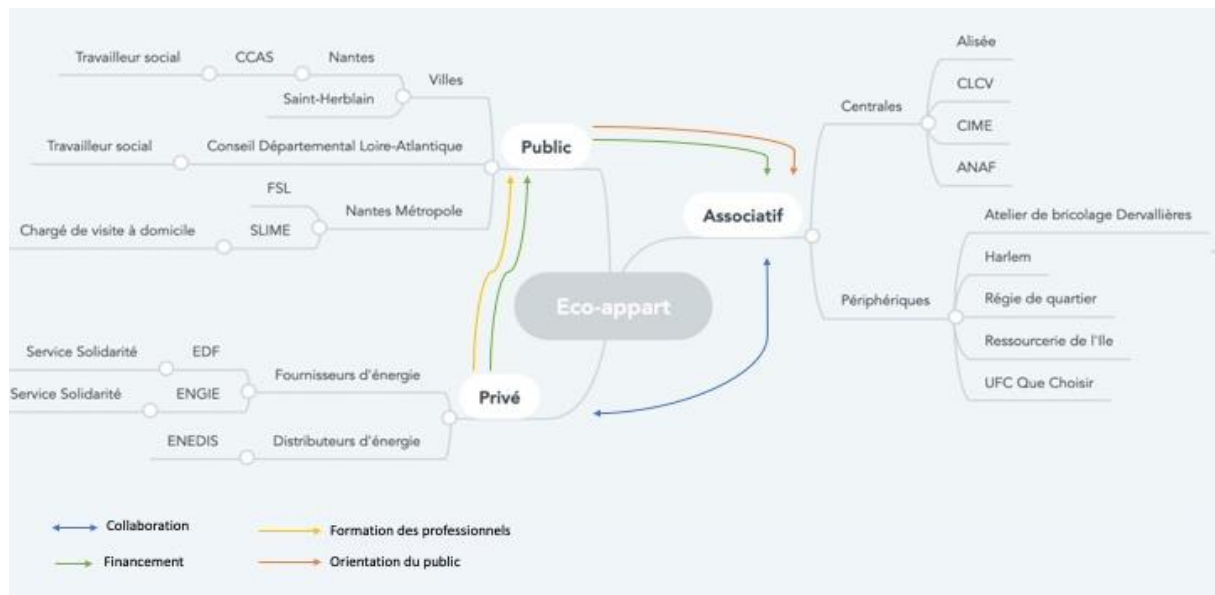 Travailleur social
CCAS
Nantes
Villes
Saint-Herblain
Travailleur social
Conseil Départemental Loire-Atlantique
Public
FSL
Nantes Métropole
Chargé de visite à domicile
SLIME
Eco-appart
Service Solidarité
EDF
Fournisseurs d'énergie
Service Solidarité
ENGIE
Privé
ENEDIS
Distributeurs d'énergie
Associatif
Centrales
Alisée
CLCV
CIME
ANAF
Périphériques
Atelier de bricolage Dervallières
Harlem
Régie de quartier
Ressourcerie de l'Ile
UFC Que Choisir
Collaboration
Formation des professionnels
Financement
Orientation du public